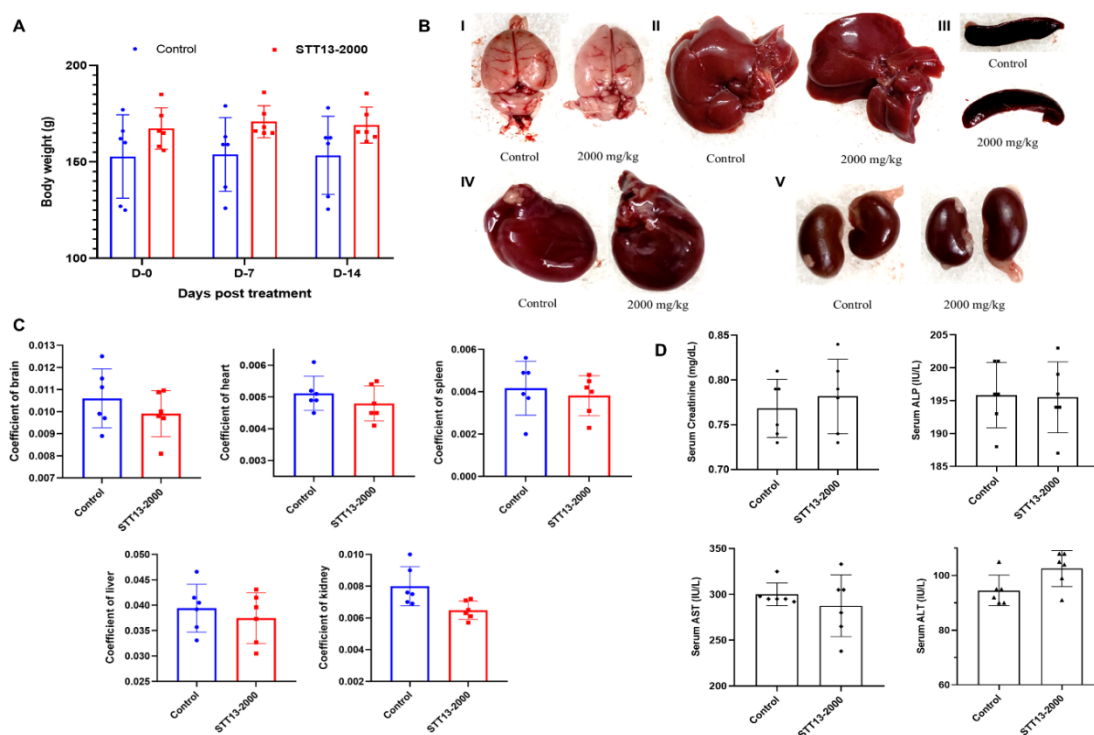 A
Control
STT13-2000
200
150
100
Body weight (g)
D-0 D-7 D-14
Days post treatment
B
I
II
III
Control
2000 mg/kg
Control
2000 mg/kg
Control
2000 mg/kg
IV
V
Control
2000 mg/kg
Control
2000 mg/kg
C
Coefficient of brain
0.013
0.012
0.011
0.010
0.009
0.008
0.007
Control
STT13-2000
Coefficient of heart
0.006
0.005
0.004
0.003
Control
STT13-2000
Coefficient of spleen
0.006
0.004
0.002
0.000
Control
STT13-2000
Coefficient of liver
0.050
0.045
0.040
0.035
0.030
0.025
Control
STT13-2000
Coefficient of kidney
0.010
0.008
0.006
0.004
0.002
Control
STT13-2000
D
Serum Creatinine (mg/dL)
0.85
0.80
0.75
0.70
Control
STT13-2000
Serum ALP (IU/L)
205
200
195
190
185
Control
STT13-2000
Serum AST (IU/L)
350
300
250
200
Control
STT13-2000
Serum ALT (IU/L)
100
80
60
Control
STT13-2000